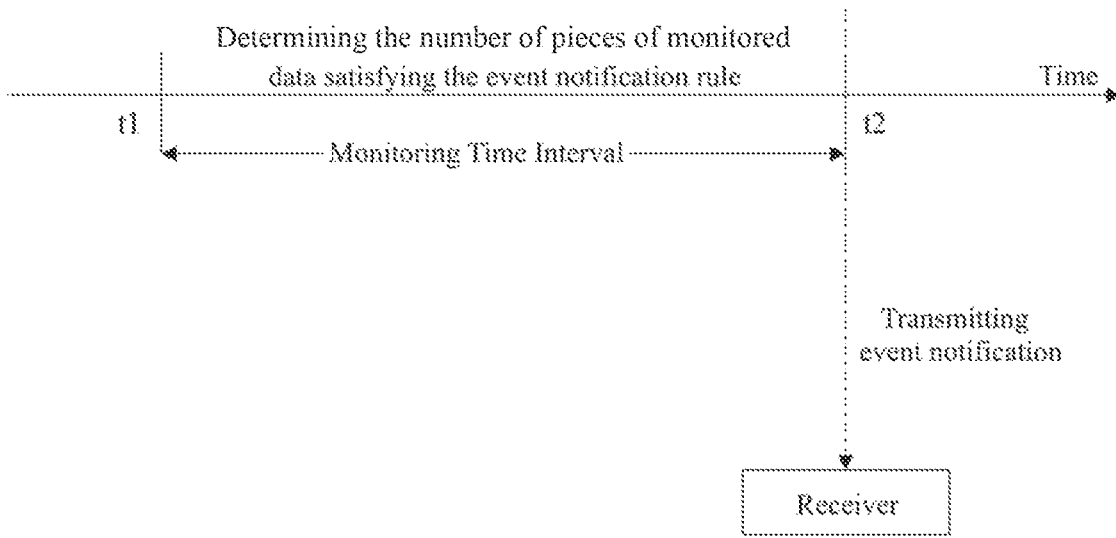 Determining the number of pieces of monitored
data satisfying the event notification rule
Time
t1
t2
Monitoring Time Interval
Transmitting
event notification
Receiver